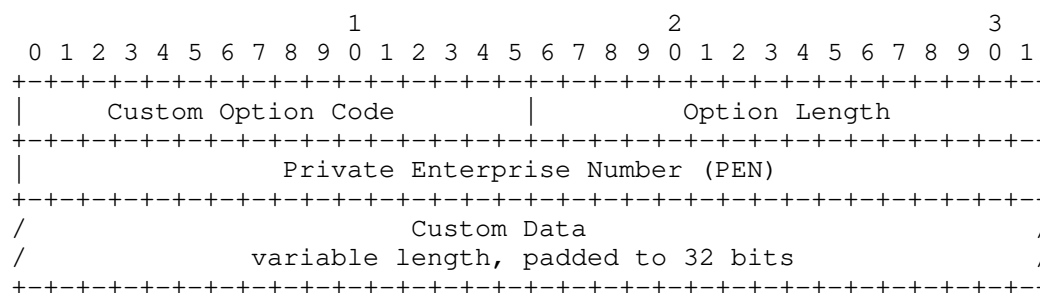 1                   2                   3
 0 1 2 3 4 5 6 7 8 9 0 1 2 3 4 5 6 7 8 9 0 1 2 3 4 5 6 7 8 9 0 1
+-+-+-+-+-+-+-+-+-+-+-+-+-+-+-+-+-+-+-+-+-+-+-+-+-+-+-+-+-+-+-+-
|     Custom Option Code        |         Option Length
+-+-+-+-+-+-+-+-+-+-+-+-+-+-+-+-+-+-+-+-+-+-+-+-+-+-+-+-+-+-+-+-
|                Private Enterprise Number (PEN)
+-+-+-+-+-+-+-+-+-+-+-+-+-+-+-+-+-+-+-+-+-+-+-+-+-+-+-+-+-+-+-+-
/                        Custom Data                            /
/              variable length, padded to 32 bits               /
+-+-+-+-+-+-+-+-+-+-+-+-+-+-+-+-+-+-+-+-+-+-+-+-+-+-+-+-+-+-+-+-